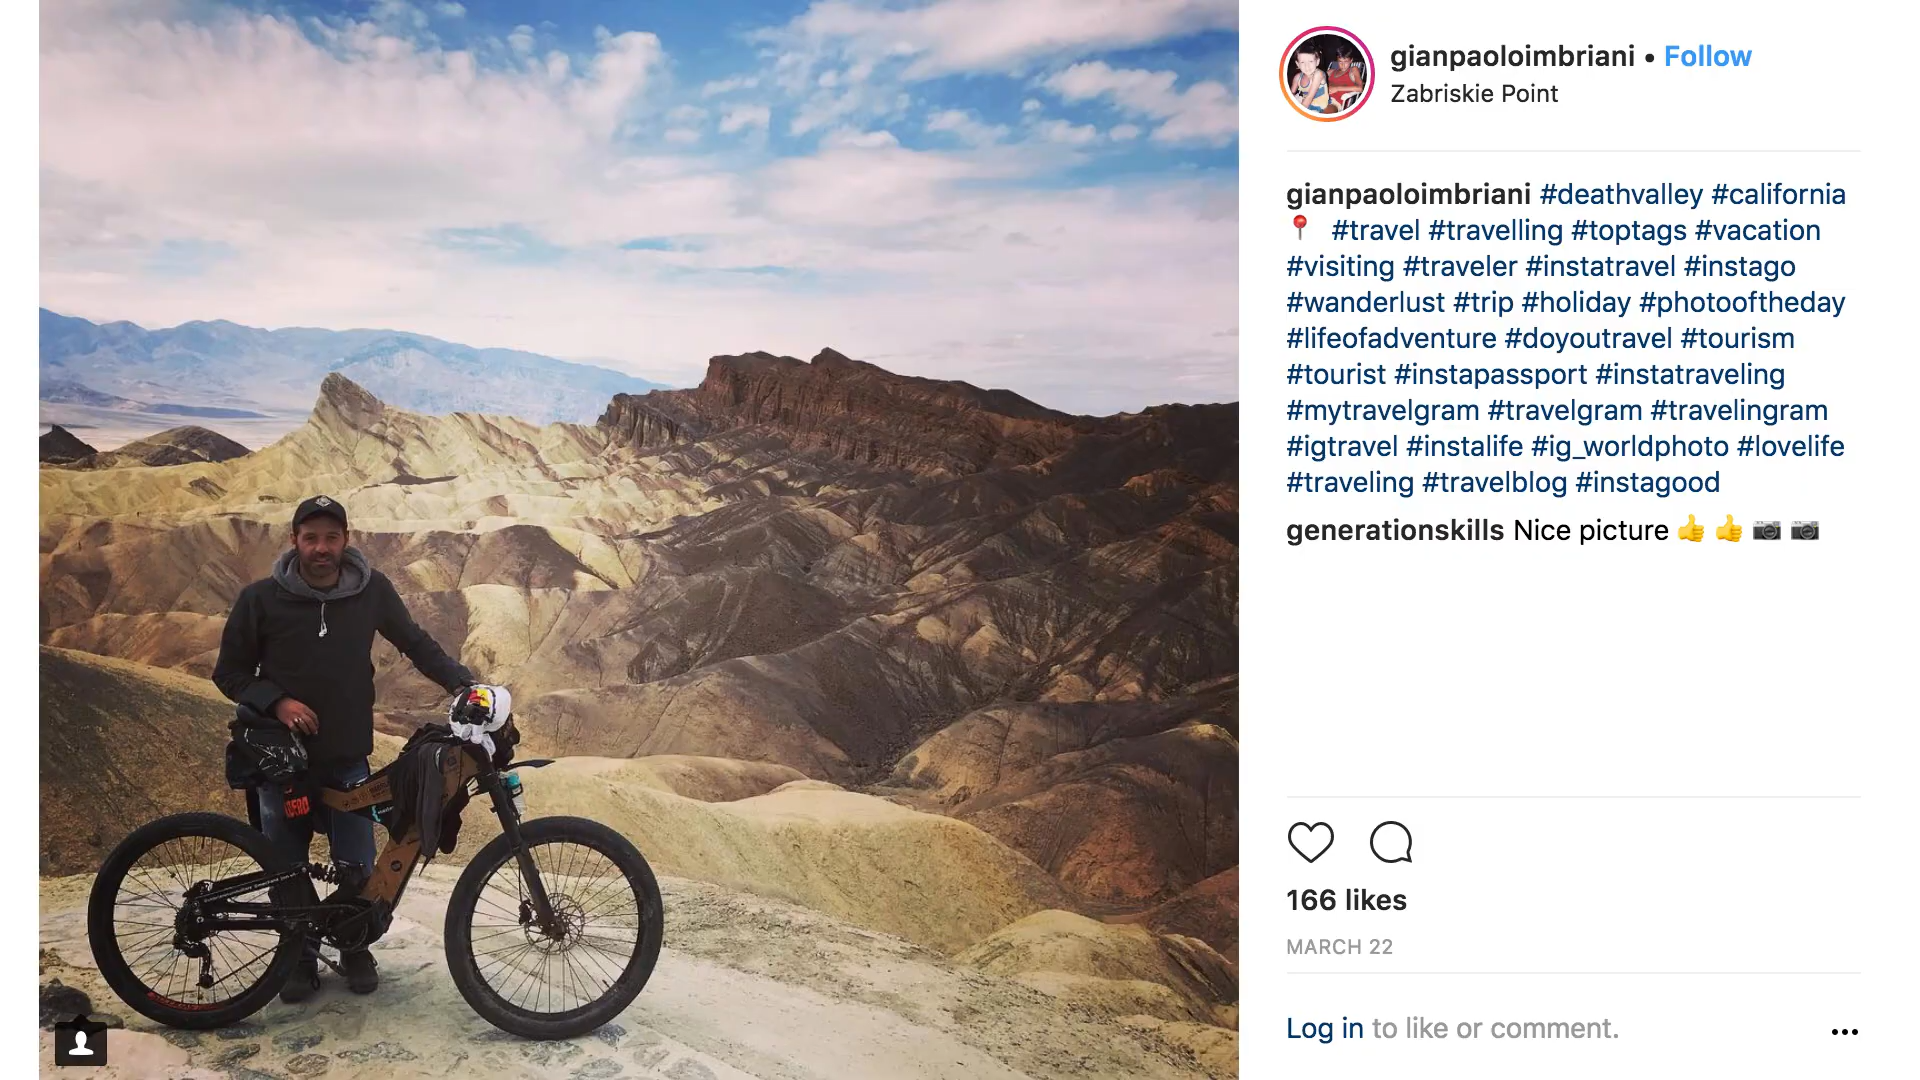 gianpaoloimbriani • Follow
Zabriskie Point
gianpaoloimbriani #deathvalley #california
📍 #travel #travelling #toptags #vacation
#visiting #traveler #instatravel #instago
#wanderlust #trip #holiday #photooftheday
#lifeofadventure #doyoutravel #tourism
#tourist #instapassport #instatraveling
#mytravelgram #travelgram #travelingram
#igtravel #instalife #ig_worldphoto #lovelife
#traveling #travelblog #instagood
generationskills Nice picture 👍 👍 📷 📷
166 likes
MARCH 22
Log in to like or comment.